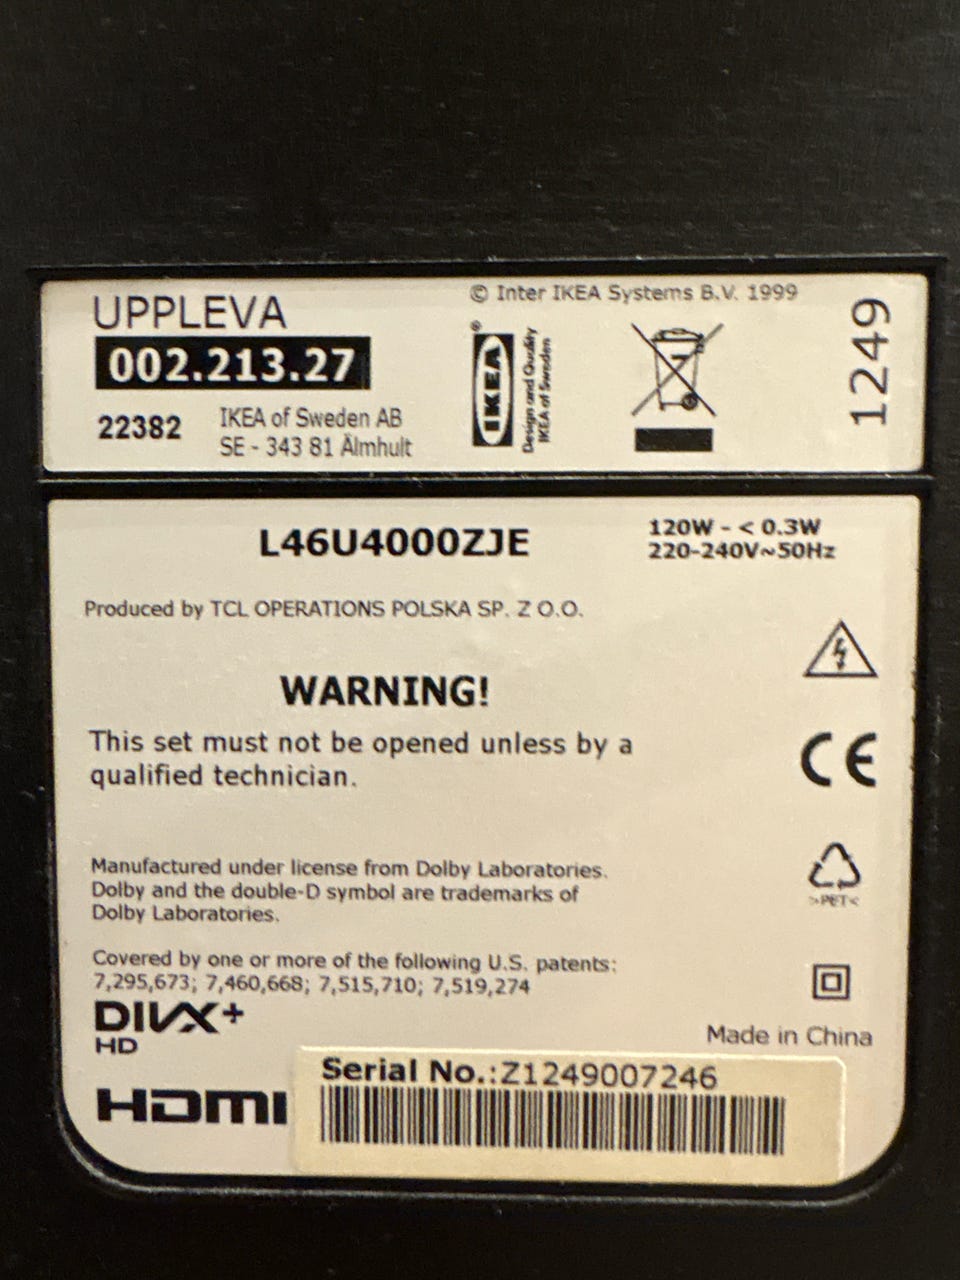 UPPLEVA
© Inter IKEA Systems B.V. 1999
002.213.27
22382
IKEA of Sweden AB
SE - 343 81 Älmhult
IKEA®
Design and Quality
IKEA of Sweden
1249
L46U4000ZJE
120W - < 0.3W
220-240V~50Hz
Produced by TCL OPERATIONS POLSKA SP. Z O.O.
WARNING!
This set must not be opened unless by a
qualified technician.
CE
Manufactured under license from Dolby Laboratories.
Dolby and the double-D symbol are trademarks of
Dolby Laboratories.
>PET<
Covered by one or more of the following U.S. patents:
7,295,673; 7,460,668; 7,515,710; 7,519,274
DIVX+
HD
Made in China
HDMI
Serial No.:Z1249007246